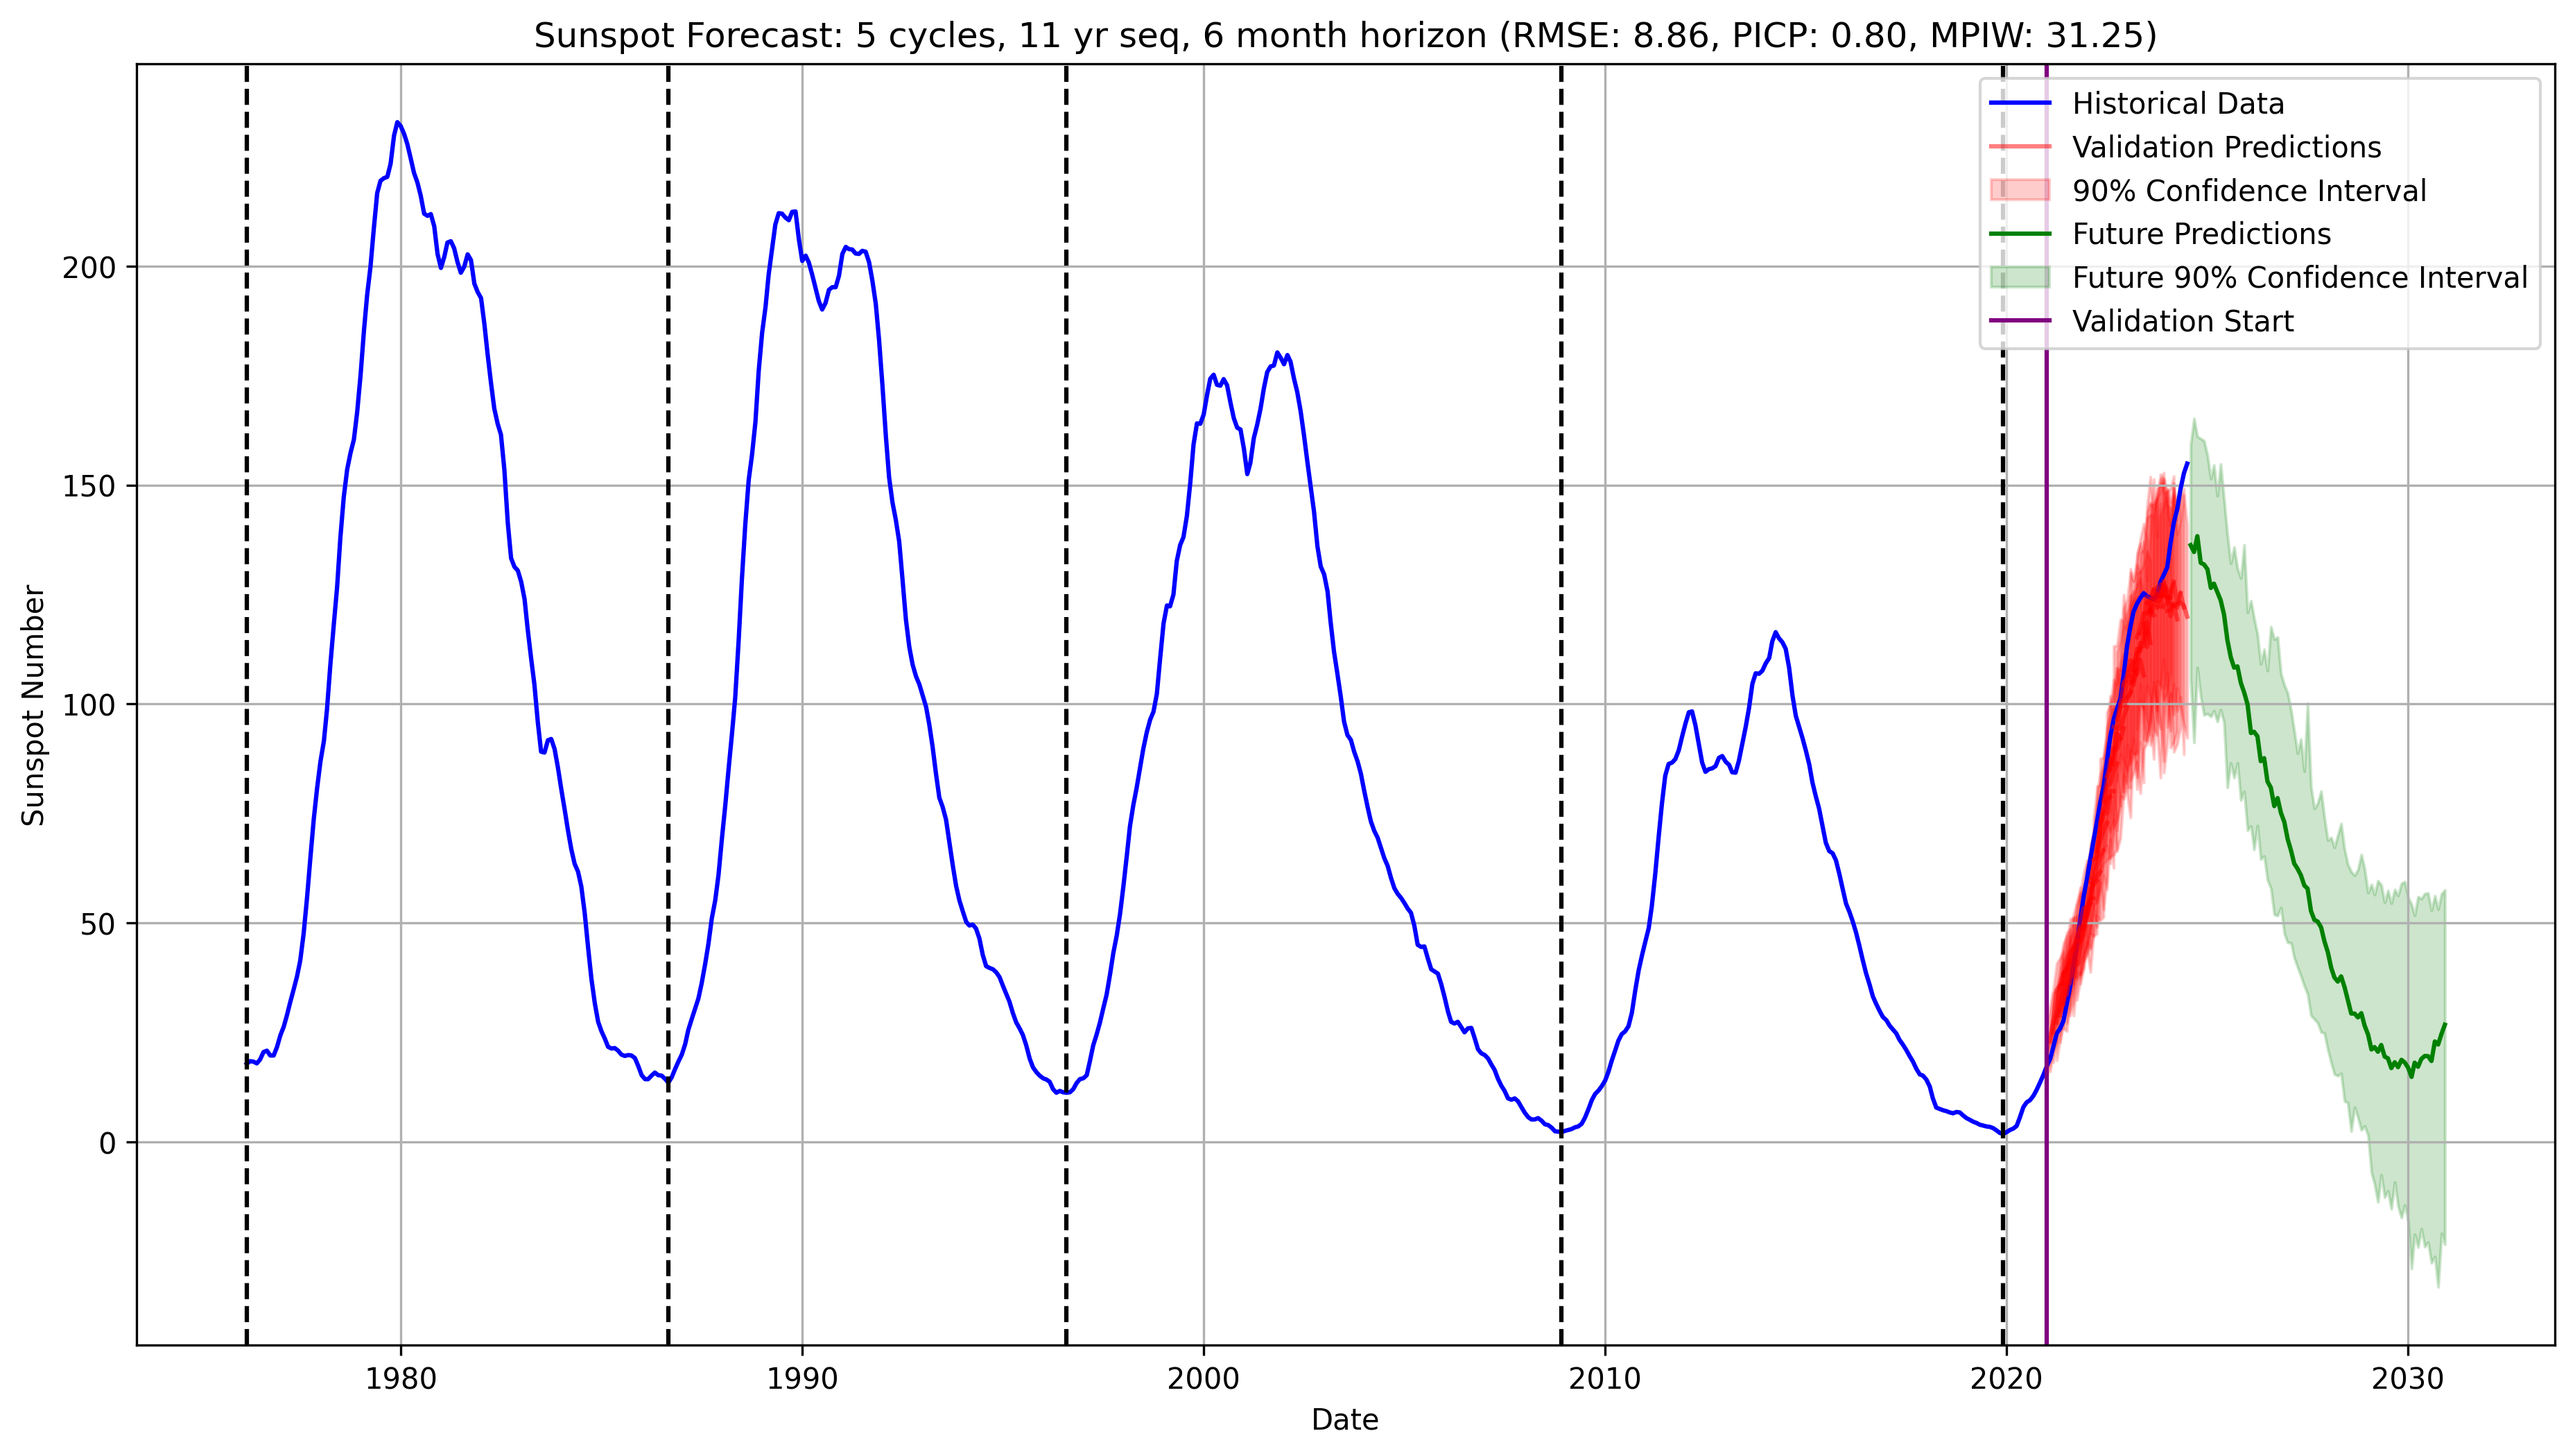 Sunspot Forecast: 5 cycles, 11 yr seq, 6 month horizon (RMSE: 8.86, PICP: 0.80, MPIW: 31.25)
Historical Data
Validation Predictions
90% Confidence Interval
Future Predictions
Future 90% Confidence Interval
Validation Start
Sunspot Number
200
150
100
50
0
1980
1990
2000
2010
2020
2030
Date